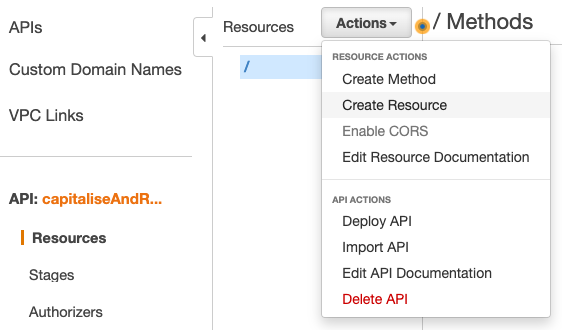 APIs
Custom Domain Names
VPC Links
API: capitaliseAndR...
Resources
Stages
Authorizers
Resources
Actions
/ Methods
/
RESOURCE ACTIONS
Create Method
Create Resource
Enable CORS
Edit Resource Documentation
API ACTIONS
Deploy API
Import API
Edit API Documentation
Delete API